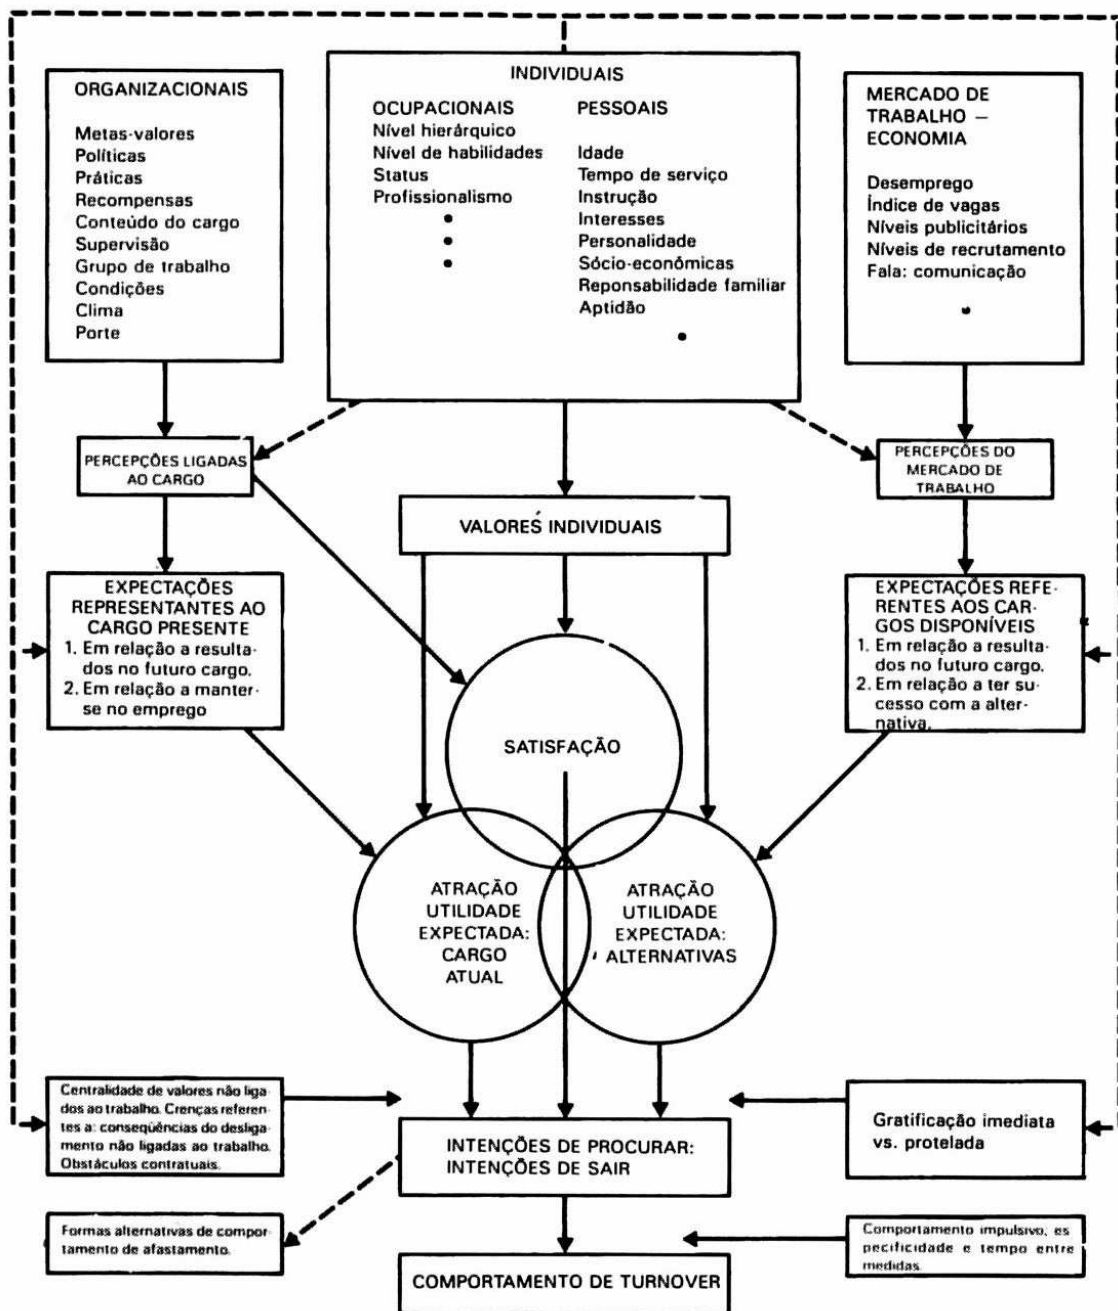 ORGANIZACIONAIS
Metas-valores
Políticas
Práticas
Recompensas
Conteúdo do cargo
Supervisão
Grupo de trabalho
Condições
Clima
Porte
INDIVIDUAIS
OCUPACIONAIS
Nível hierárquico
Nível de habilidades
Status
Profissionalismo
PESSOAIS
Idade
Tempo de serviço
Instrução
Interesses
Personalidade
Sócio-econômicas
Reponsabilidade familiar
Aptidão
MERCADO DE
TRABALHO –
ECONOMIA
Desemprego
Índice de vagas
Níveis publicitários
Níveis de recrutamento
Fala: comunicação
PERCEPÇÕES LIGADAS
AO CARGO
PERCEPÇÕES DO
MERCADO DE
TRABALHO
VALORES INDIVIDUAIS
EXPECTAÇÕES
REPRESENTANTES AO
CARGO PRESENTE
1. Em relação a resulta-
dos no futuro cargo.
2. Em relação a manter-
se no emprego
EXPECTAÇÕES REFE-
RENTES AOS CAR-
GOS DISPONÍVEIS
1. Em relação a resulta-
dos no futuro cargo.
2. Em relação a ter su-
cesso com a alter-
nativa.
SATISFAÇÃO
ATRAÇÃO
UTILIDADE
EXPECTADA:
CARGO
ATUAL
ATRAÇÃO
UTILIDADE
EXPECTADA:
ALTERNATIVAS
Centralidade de valores não liga-
dos ao trabalho. Crenças referen-
tes a: conseqüências do desliga-
mento não ligadas ao trabalho.
Obstáculos contratuais.
INTENÇÕES DE PROCURAR:
INTENÇÕES DE SAIR
Gratificação imediata
vs. protelada
Formas alternativas de compor-
tamento de afastamento.
Comportamento impulsivo, es
pecificidade e tempo entre
medidas.
COMPORTAMENTO DE TURNOVER